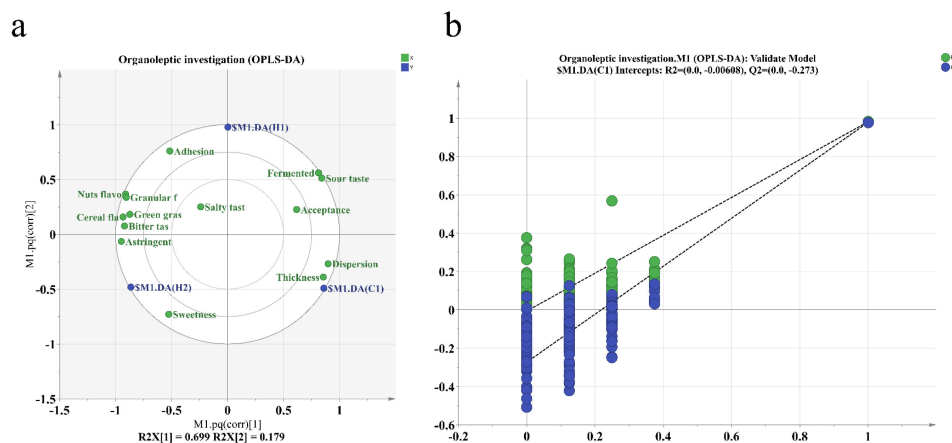 a
Organoleptic investigation (OPLS-DA)
X
Y
M1.pq(corr)[2]
1
0.5
0
-0.5
-1
-1.5
$M1.DA(H1)
Adhesion
Fermented
Sour taste
Nuts flavo
Granular f
Salty tast
Acceptance
Cereal fla
Green gras
Bitter tas
Astringent
Dispersion
Thickness
$M1.DA(H2)
$M1.DA(C1)
Sweetness
-1
-0.5
0
0.5
1
M1.pq(corr)[1]
R2X[1] = 0.699 R2X[2] = 0.179
b
Organoleptic investigation.M1 (OPLS-DA): Validate Model
$M1.DA(C1) Intercepts: R2=(0.0, -0.00608), Q2=(0.0, -0.273)
1
0.8
0.6
0.4
0.2
0
-0.2
-0.4
-0.6
-0.2
0
0.2
0.4
0.6
0.8
1